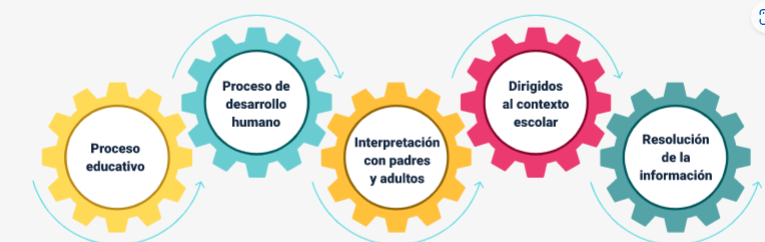 Proceso
educativo
Proceso de
desarrollo
humano
Interpretación
con padres
y adultos
Dirigidos
al contexto
escolar
Resolución
de la
información